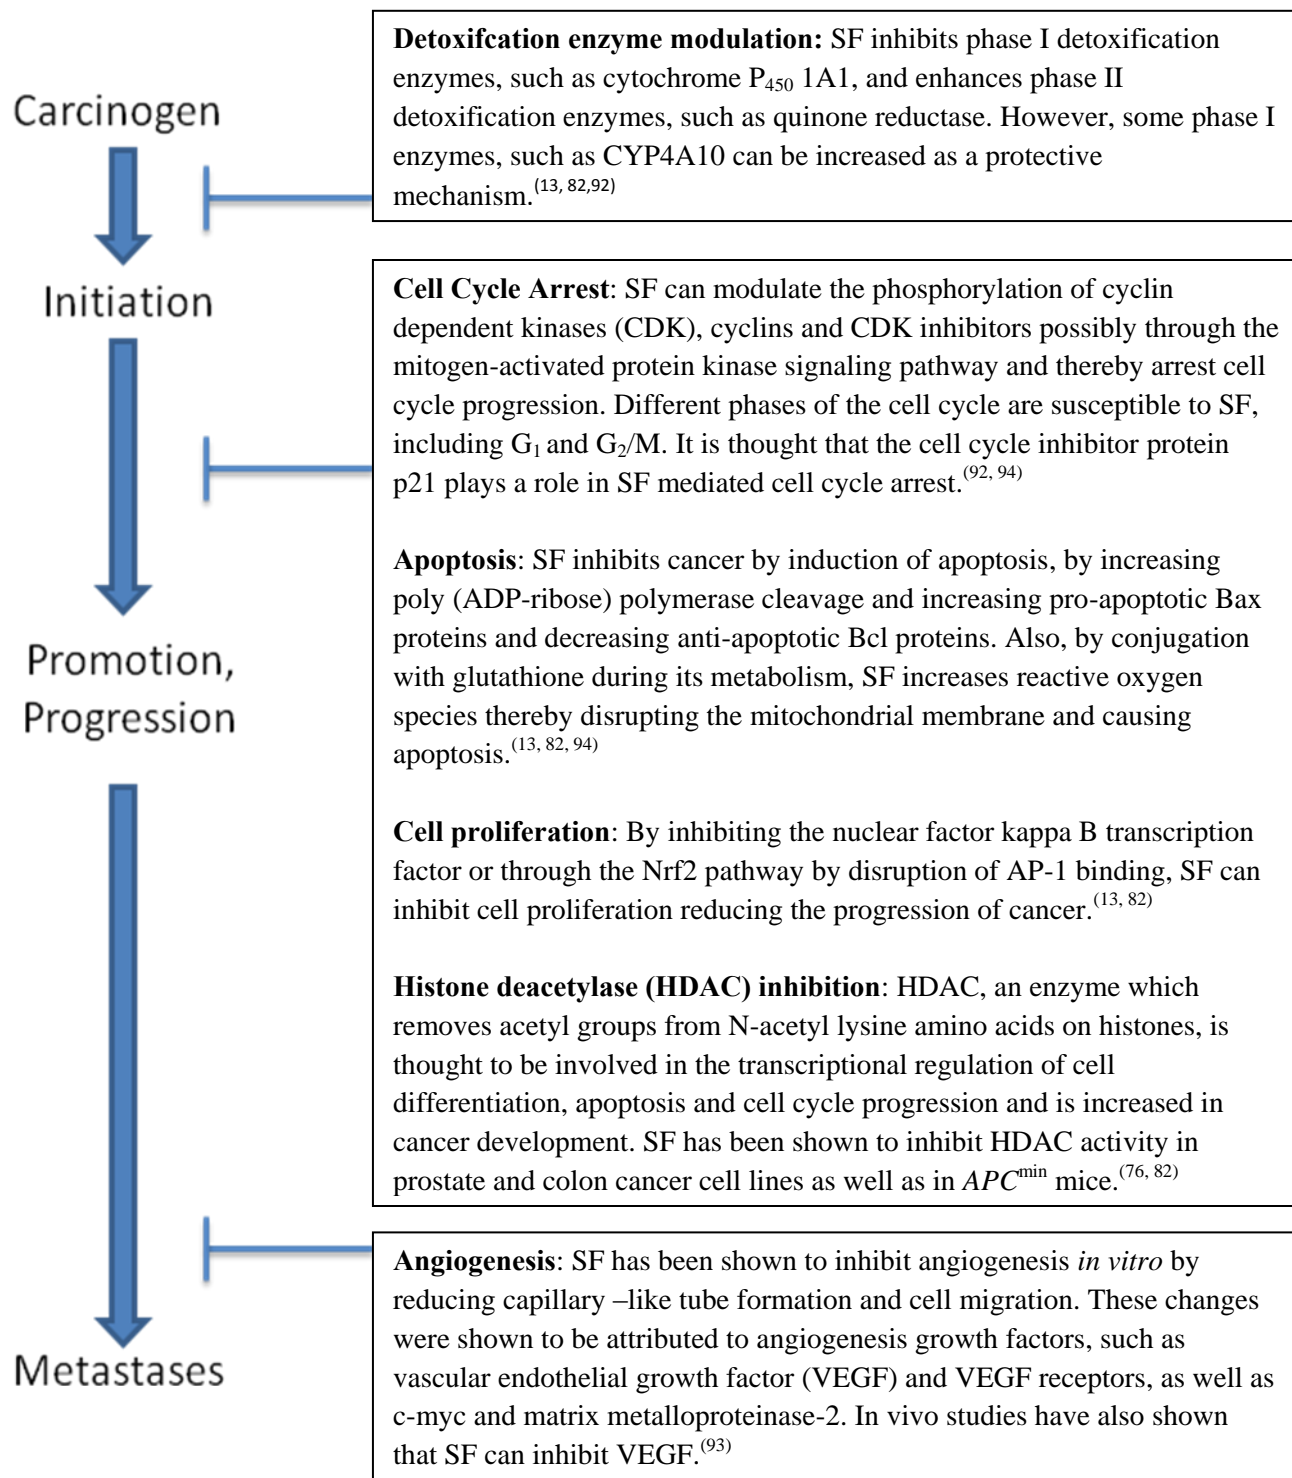 Carcinogen
Detoxifcation enzyme modulation: SF inhibits phase I detoxification
enzymes, such as cytochrome P450 1A1, and enhances phase II
detoxification enzymes, such as quinone reductase. However, some phase I
enzymes, such as CYP4A10 can be increased as a protective
mechanism.(13, 82,92)
Initiation
Cell Cycle Arrest: SF can modulate the phosphorylation of cyclin
dependent kinases (CDK), cyclins and CDK inhibitors possibly through the
mitogen-activated protein kinase signaling pathway and thereby arrest cell
cycle progression. Different phases of the cell cycle are susceptible to SF,
including G1 and G2/M. It is thought that the cell cycle inhibitor protein
p21 plays a role in SF mediated cell cycle arrest.(92, 94)
Apoptosis: SF inhibits cancer by induction of apoptosis, by increasing
poly (ADP-ribose) polymerase cleavage and increasing pro-apoptotic Bax
proteins and decreasing anti-apoptotic Bcl proteins. Also, by conjugation
with glutathione during its metabolism, SF increases reactive oxygen
species thereby disrupting the mitochondrial membrane and causing
apoptosis.(13, 82, 94)
Promotion,
Progression
Cell proliferation: By inhibiting the nuclear factor kappa B transcription
factor or through the Nrf2 pathway by disruption of AP-1 binding, SF can
inhibit cell proliferation reducing the progression of cancer.(13, 82)
Histone deacetylase (HDAC) inhibition: HDAC, an enzyme which
removes acetyl groups from N-acetyl lysine amino acids on histones, is
thought to be involved in the transcriptional regulation of cell
differentiation, apoptosis and cell cycle progression and is increased in
cancer development. SF has been shown to inhibit HDAC activity in
prostate and colon cancer cell lines as well as in APCmin mice.(76, 82)
Angiogenesis: SF has been shown to inhibit angiogenesis in vitro by
reducing capillary –like tube formation and cell migration. These changes
were shown to be attributed to angiogenesis growth factors, such as
vascular endothelial growth factor (VEGF) and VEGF receptors, as well as
c-myc and matrix metalloproteinase-2. In vivo studies have also shown
that SF can inhibit VEGF.(93)
Metastases